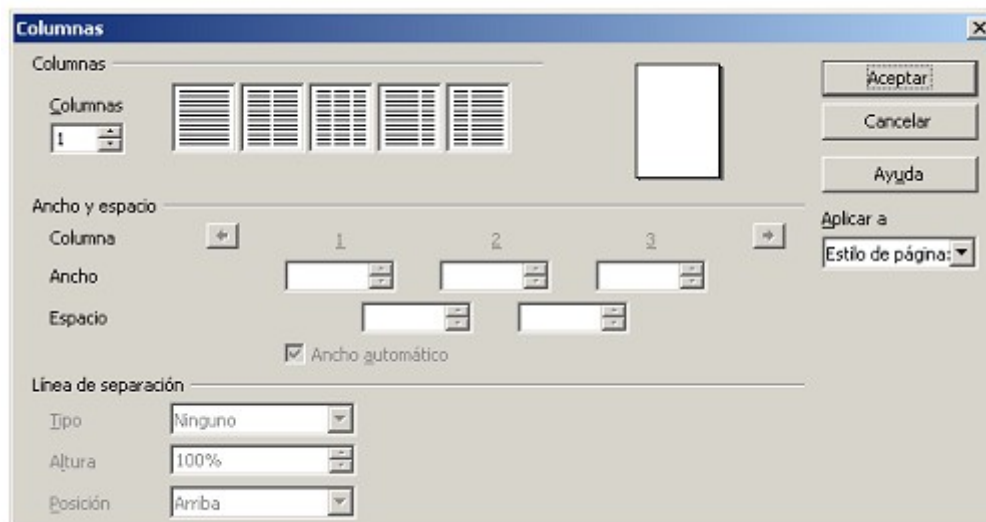 Columnas
Columnas
Columnas
1
Aceptar
Cancelar
Ayuda
Aplicar a
Estilo de página:
Ancho y espacio
Columna 1 2 3
Ancho
Espacio
Ancho automático
Línea de separación
Tipo Ninguno
Altura 100%
Posición Arriba